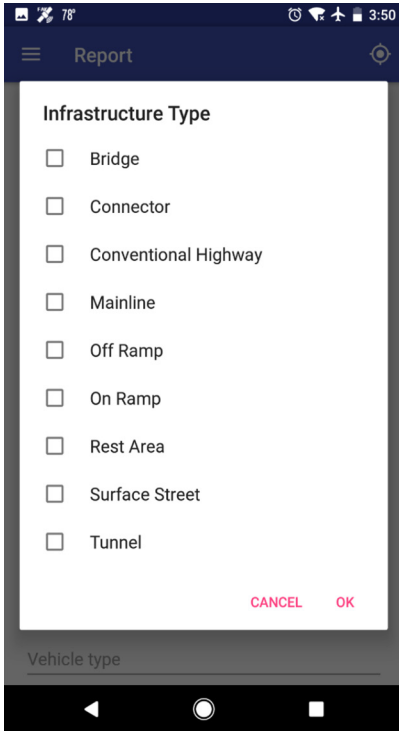 78°
3:50
Report
Infrastructure Type
Bridge
Connector
Conventional Highway
Mainline
Off Ramp
On Ramp
Rest Area
Surface Street
Tunnel
CANCEL OK
Vehicle type